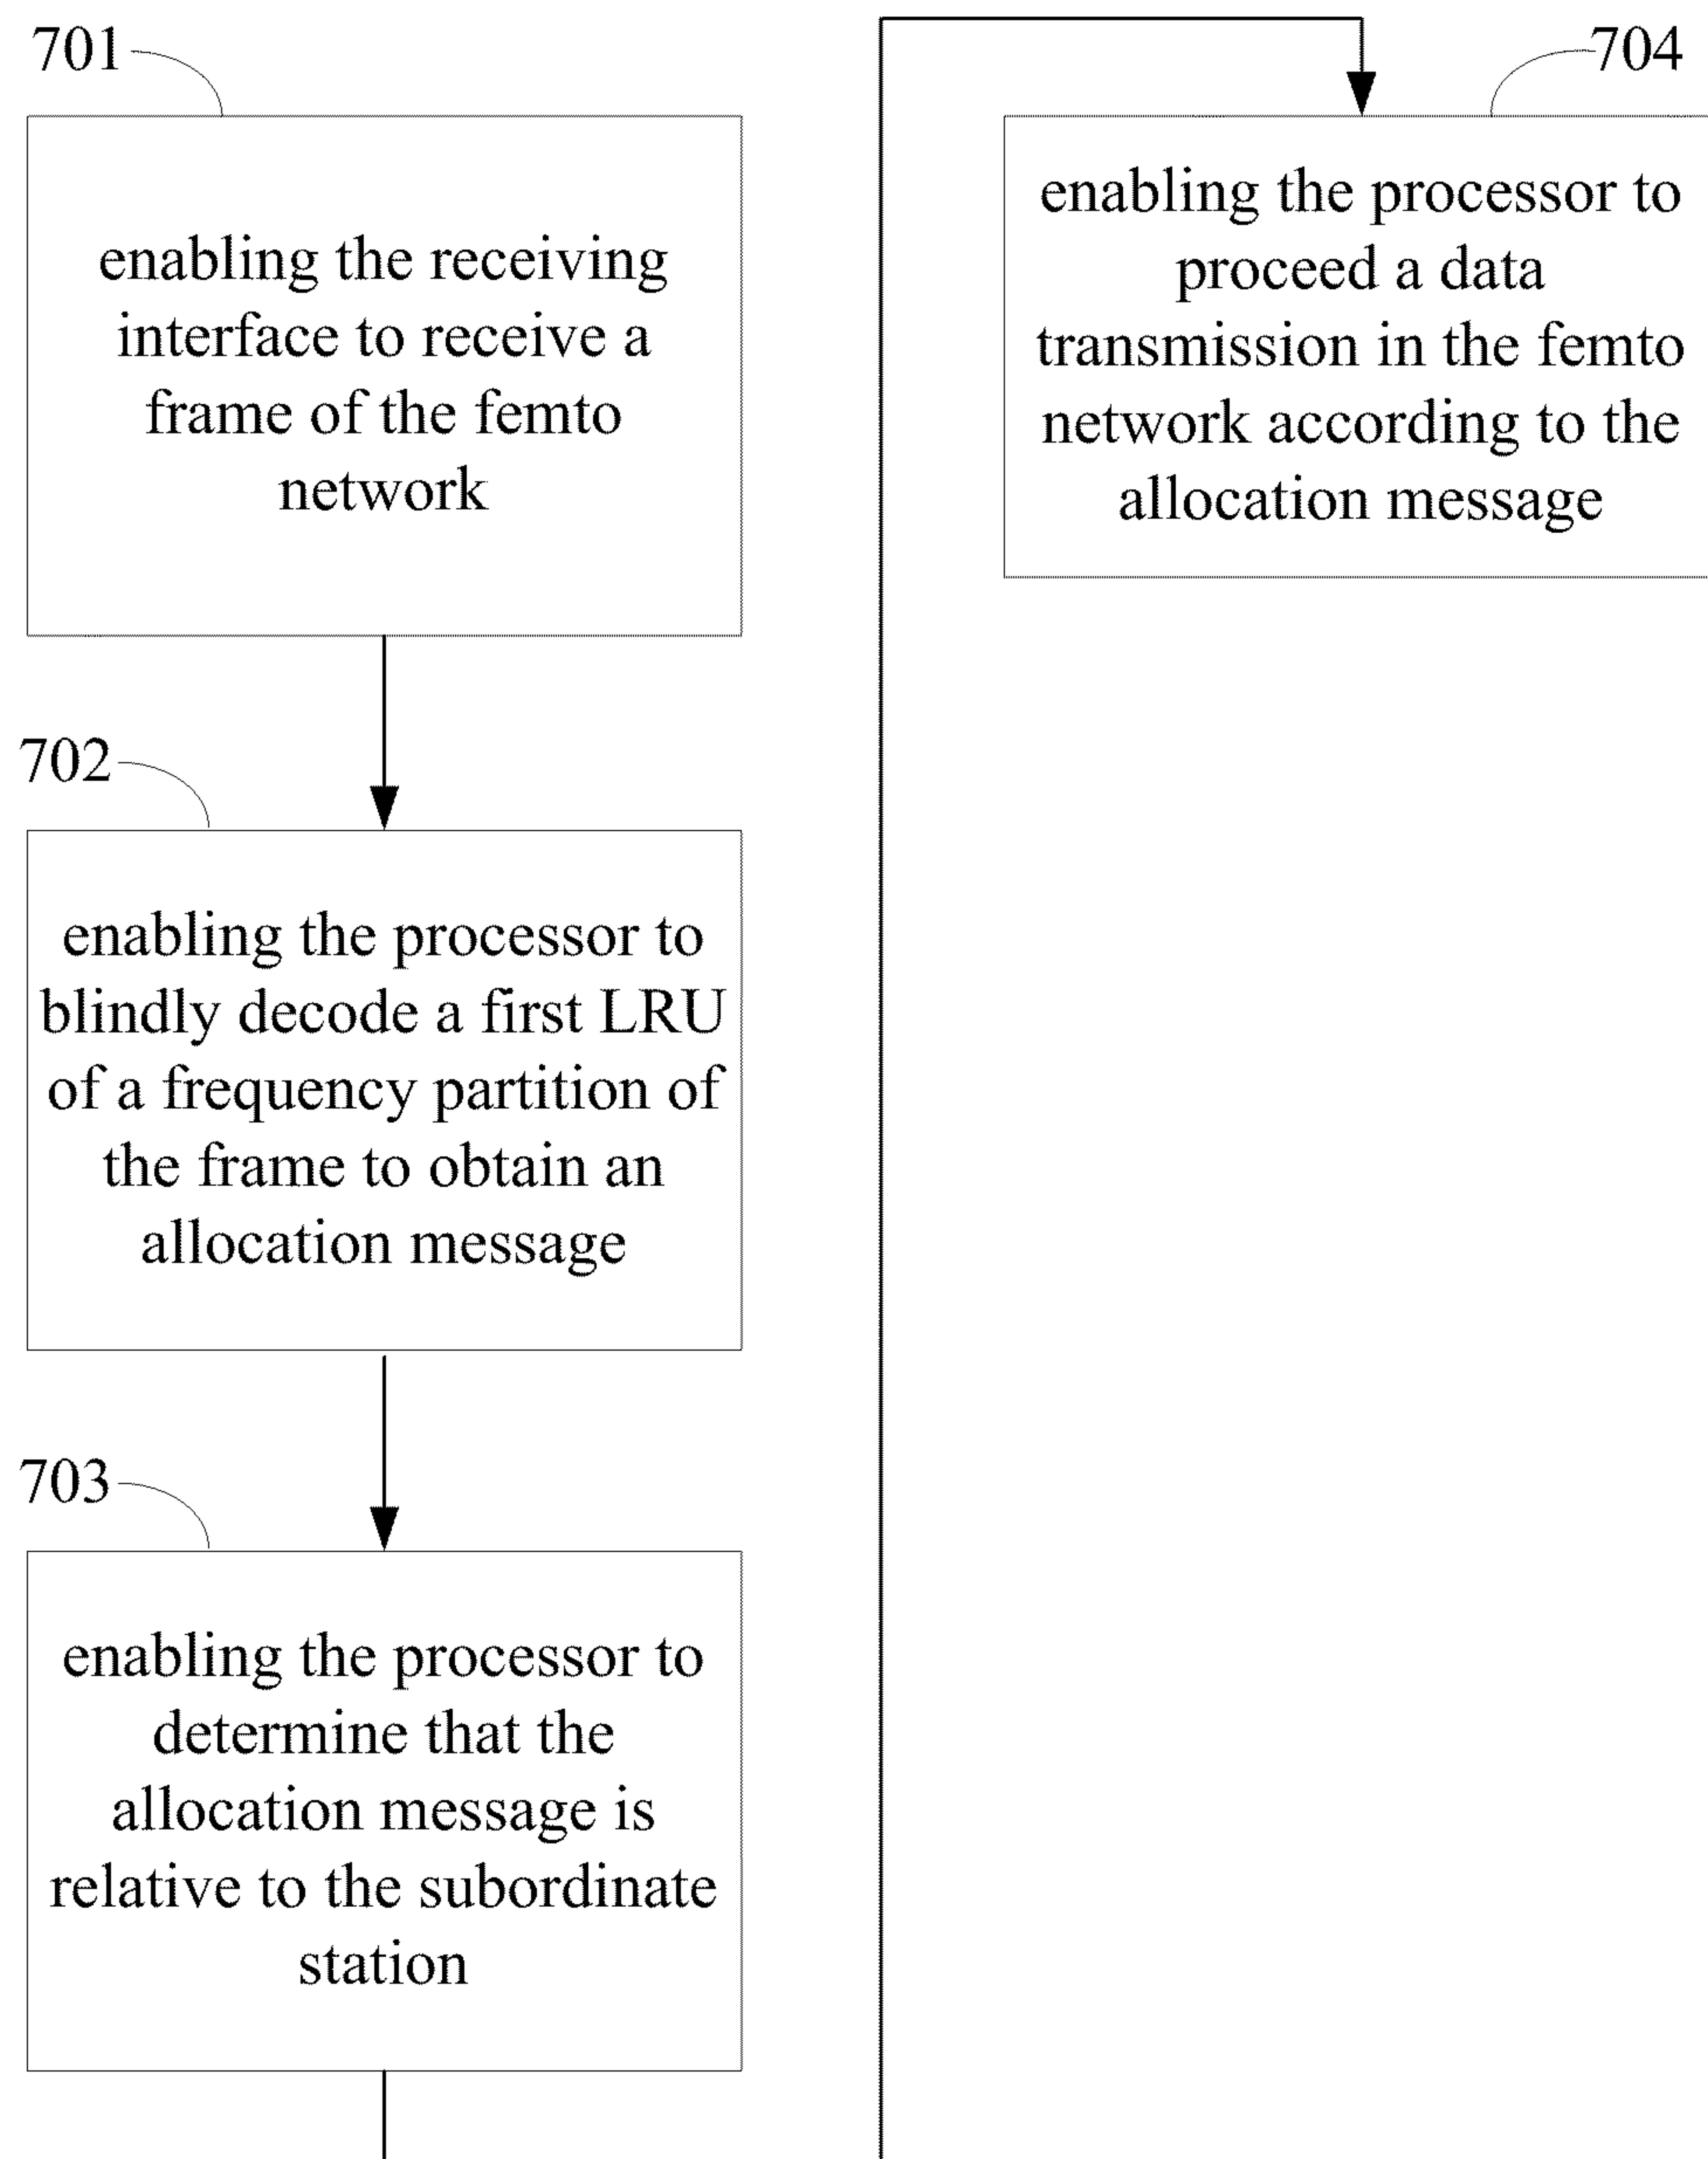 701
enabling the receiving
interface to receive a
frame of the femto
network
702
enabling the processor to
blindly decode a first LRU
of a frequency partition of
the frame to obtain an
allocation message
703
enabling the processor to
determine that the
allocation message is
relative to the subordinate
station
704
enabling the processor to
proceed a data
transmission in the femto
network according to the
allocation message